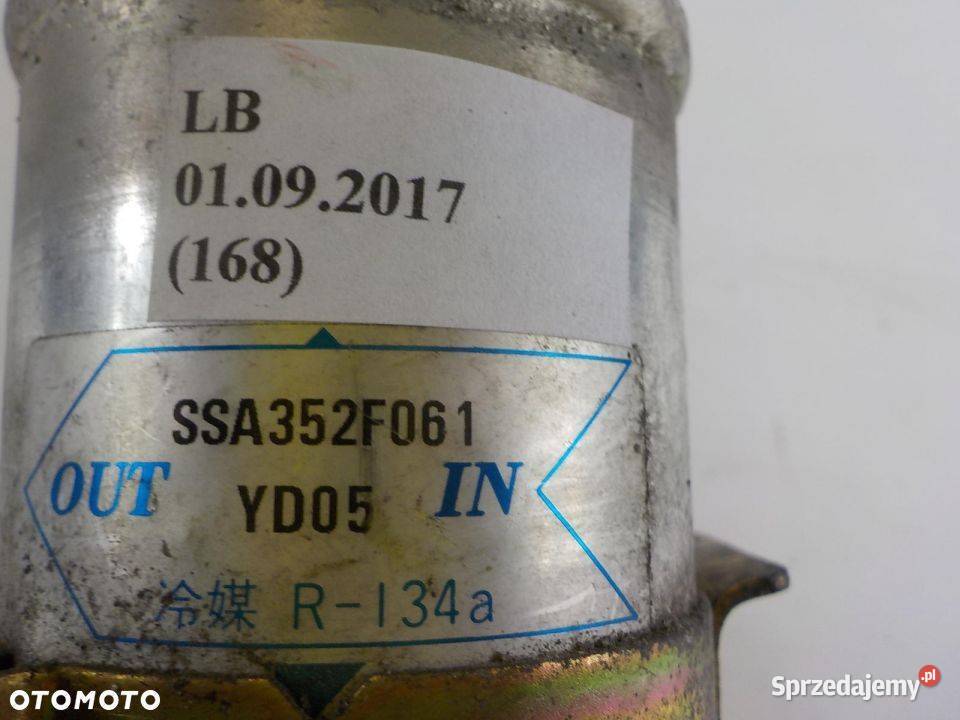 LB
01.09.2017
(168)
SSA352F061
OUT YD05 IN
冷媒 R-134a
OTOMOTO
Sprzedajemy.pl